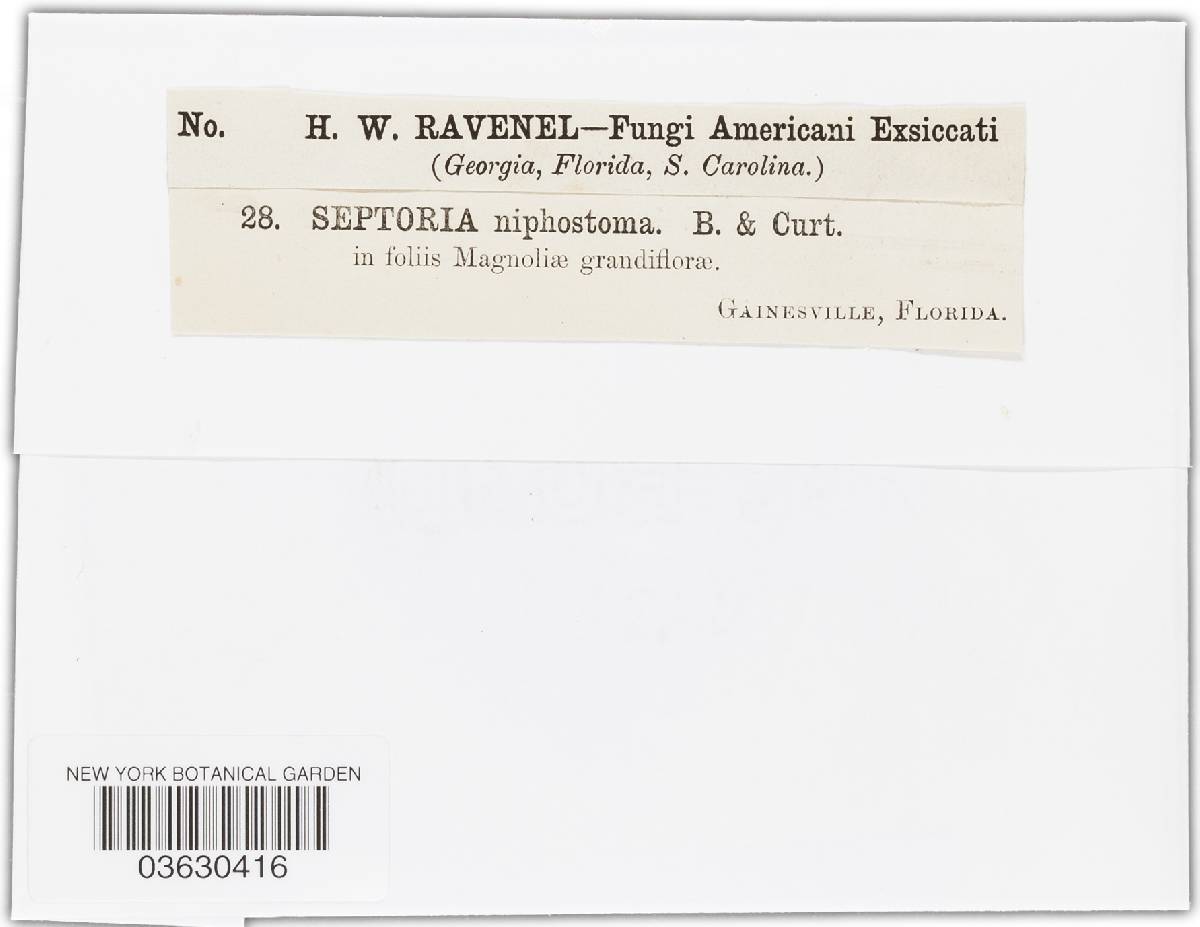 No. H. W. RAVENEL—Fungi Americani Exsiccati
(Georgia, Florida, S. Carolina.)
28. SEPTORIA niphostoma. B. & Curt.
in foliis Magnoliæ grandifloræ.
GAINESVILLE, FLORIDA.
NEW YORK BOTANICAL GARDEN
03630416